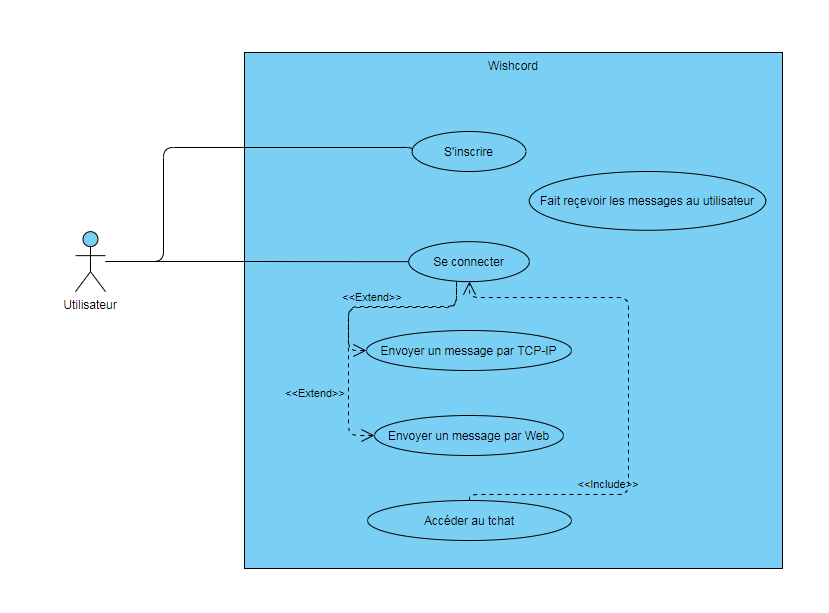 Wishcord
S'inscrire
Fait reçevoir les messages au utilisateur
Se connecter
Utilisateur
<<Extend>>
Envoyer un message par TCP-IP
<<Extend>>
Envoyer un message par Web
<<Include>>
Accéder au tchat